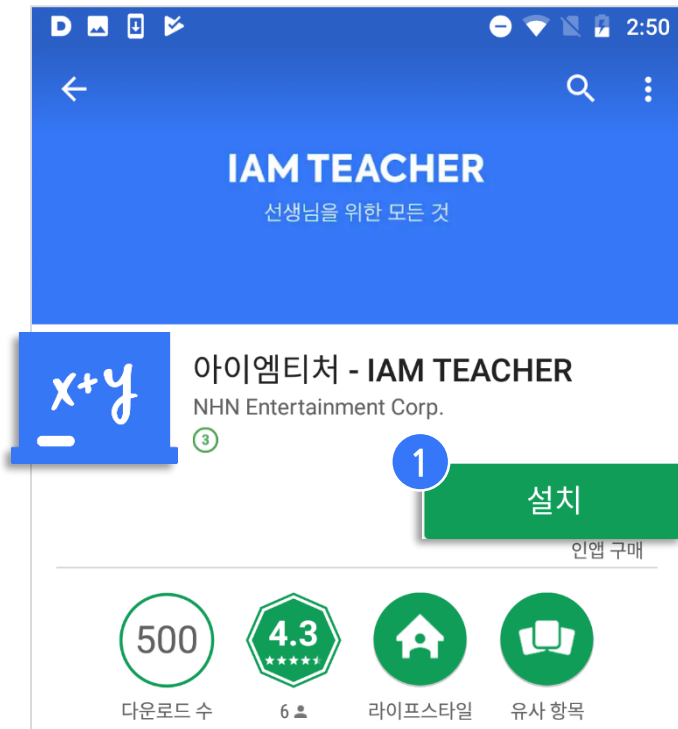 D 2:50
IAM TEACHER
선생님을 위한 모든 것
x+y
아이엠티처 - IAM TEACHER
NHN Entertainment Corp.
3
1
설치
인앱 구매
500 4.3
다운로드 수 6 라이프스타일 유사 항목